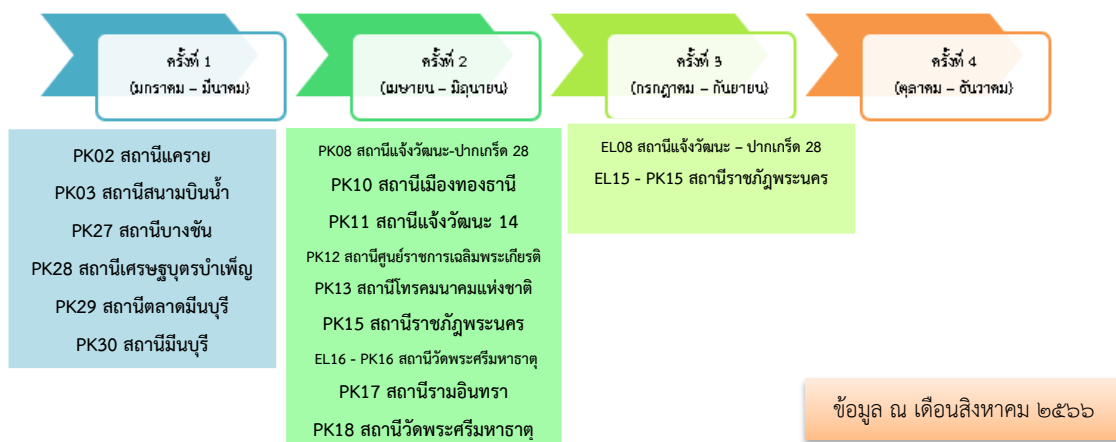 ครั้งที่ 1
(มกราคม – มีนาคม)
ครั้งที่ 2
(เมษายน – มิถุนายน)
ครั้งที่ 3
(กรกฎาคม – กันยายน)
ครั้งที่ 4
(ตุลาคม – ธันวาคม)
PK02 สถานีแคราย
PK03 สถานีสนามบินน้ำ
PK27 สถานีบางชัน
PK28 สถานีเศรษฐบุตรบำเพ็ญ
PK29 สถานีตลาดมีนบุรี
PK30 สถานีมีนบุรี
PK08 สถานีแจ้งวัฒนะ-ปากเกร็ด 28
PK10 สถานีเมืองทองธานี
PK11 สถานีแจ้งวัฒนะ 14
PK12 สถานีศูนย์ราชการเฉลิมพระเกียรติ
PK13 สถานีโทรคมนาคมแห่งชาติ
PK15 สถานีราชภัฎพระนคร
EL16 - PK16 สถานีวัดพระศรีมหาธาตุ
PK17 สถานีรามอินทรา
PK18 สถานีวัดพระศรีมหาธาตุ
EL08 สถานีแจ้งวัฒนะ – ปากเกร็ด 28
EL15 - PK15 สถานีราชภัฎพระนคร
ข้อมูล ณ เดือนสิงหาคม ๒๕๖๖